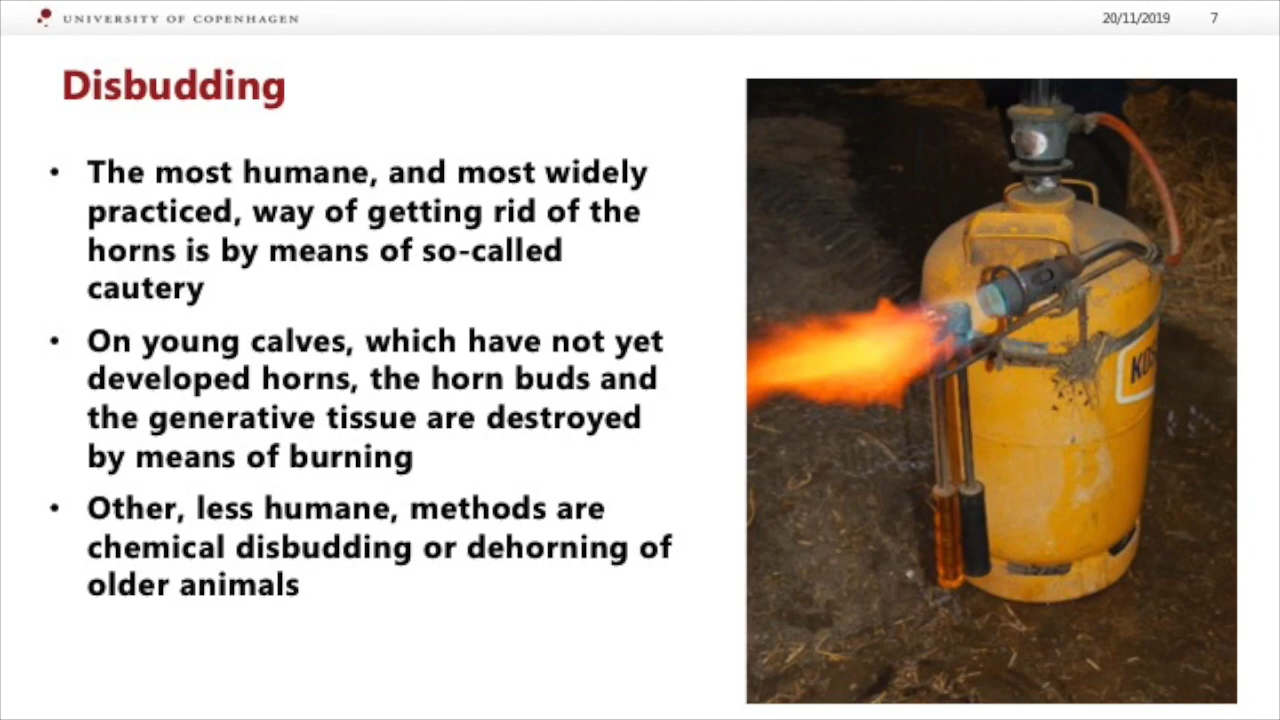 UNIVERSITY OF COPENHAGEN
20/11/2019 7
Disbudding
• The most humane, and most widely
practiced, way of getting rid of the
horns is by means of so-called
cautery
• On young calves, which have not yet
developed horns, the horn buds and
the generative tissue are destroyed
by means of burning
• Other, less humane, methods are
chemical disbudding or dehorning of
older animals